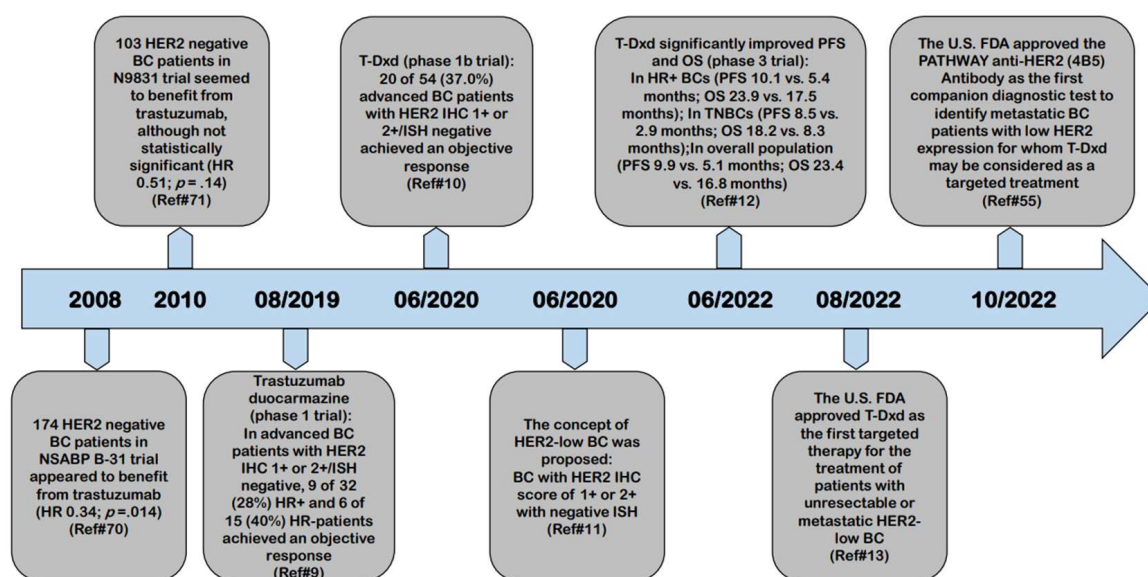 103 HER2 negative
BC patients in
N9831 trial seemed
to benefit from
trastuzumab,
although not
statistically
significant (HR
0.51; p = .14)
(Ref#71)
T-Dxd (phase 1b trial):
20 of 54 (37.0%)
advanced BC patients
with HER2 IHC 1+ or
2+/ISH negative
achieved an objective
response
(Ref#10)
T-Dxd significantly improved PFS
and OS (phase 3 trial):
In HR+ BCs (PFS 10.1 vs. 5.4
months; OS 23.9 vs. 17.5
months); In TNBCs (PFS 8.5 vs.
2.9 months; OS 18.2 vs. 8.3
months);In overall population
(PFS 9.9 vs. 5.1 months; OS 23.4
vs. 16.8 months)
(Ref#12)
The U.S. FDA approved the
PATHWAY anti-HER2 (4B5)
Antibody as the first
companion diagnostic test to
identify metastatic BC
patients with low HER2
expression for whom T-Dxd
may be considered as a
targeted treatment
(Ref#55)
2008 2010 08/2019 06/2020 06/2020 06/2022 08/2022 10/2022
174 HER2 negative
BC patients in
NSABP B-31 trial
appeared to benefit
from trastuzumab
(HR 0.34; p =.014)
(Ref#70)
Trastuzumab
duocarmazine
(phase 1 trial):
In advanced BC
patients with HER2
IHC 1+ or 2+/ISH
negative, 9 of 32
(28%) HR+ and 6 of
15 (40%) HR-patients
achieved an objective
response
(Ref#9)
The concept of
HER2-low BC was
proposed:
BC with HER2 IHC
score of 1+ or 2+
with negative ISH
(Ref#11)
The U.S. FDA
approved T-Dxd as
the first targeted
therapy for the
treatment of
patients with
unresectable or
metastatic HER2-
low BC
(Ref#13)